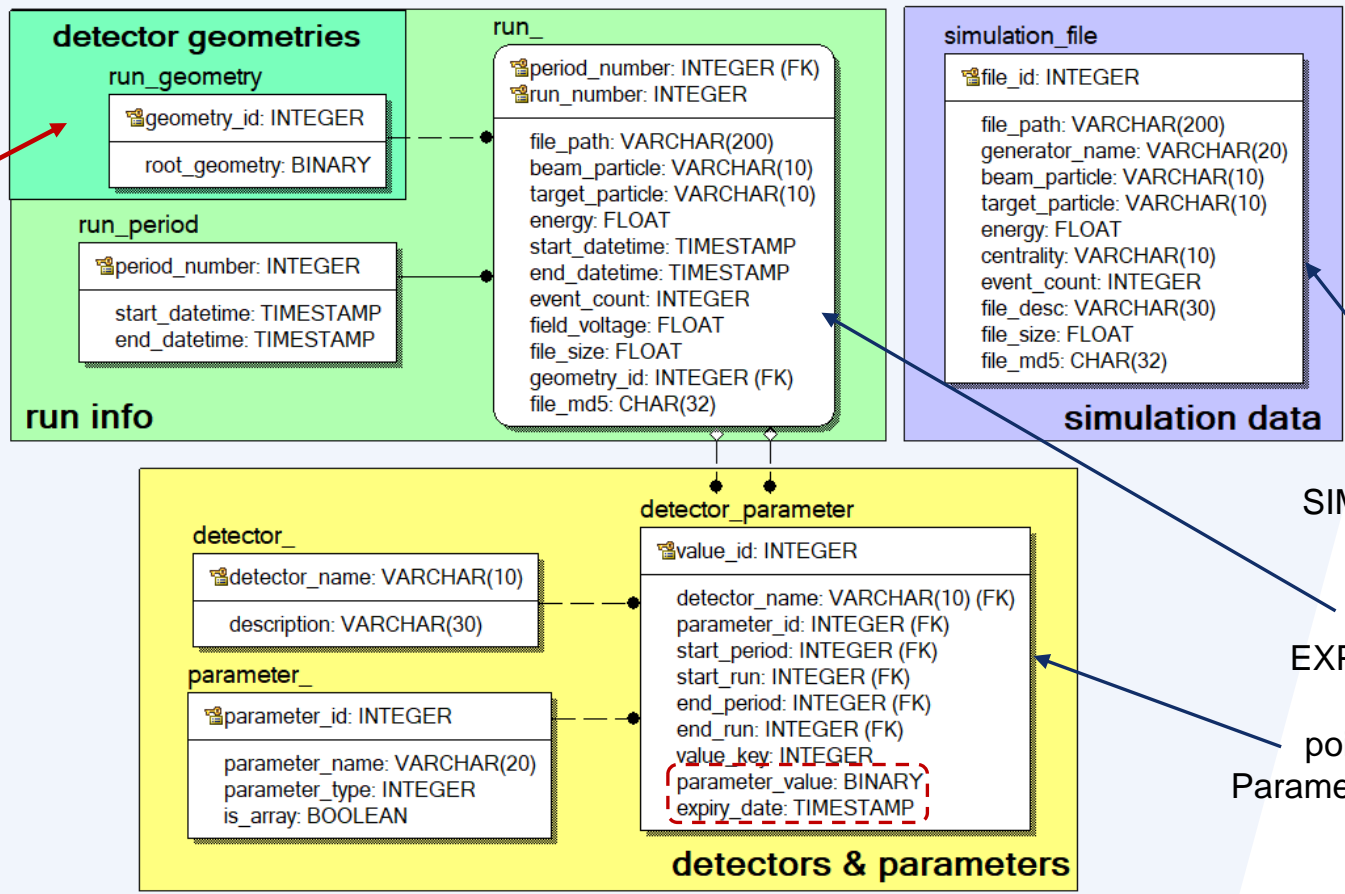 detector geometries
run_geometry
geometry_id: INTEGER
root_geometry: BINARY
run_period
period_number: INTEGER
start_datetime: TIMESTAMP
end_datetime: TIMESTAMP
run info
run_
period_number: INTEGER (FK)
run_number: INTEGER
file_path: VARCHAR(200)
beam_particle: VARCHAR(10)
target_particle: VARCHAR(10)
energy: FLOAT
start_datetime: TIMESTAMP
end_datetime: TIMESTAMP
event_count: INTEGER
field_voltage: FLOAT
file_size: FLOAT
geometry_id: INTEGER (FK)
file_md5: CHAR(32)
simulation_file
file_id: INTEGER
file_path: VARCHAR(200)
generator_name: VARCHAR(20)
beam_particle: VARCHAR(10)
target_particle: VARCHAR(10)
energy: FLOAT
centrality: VARCHAR(10)
event_count: INTEGER
file_desc: VARCHAR(30)
file_size: FLOAT
file_md5: CHAR(32)
simulation data
detector_
detector_name: VARCHAR(10)
description: VARCHAR(30)
parameter_
parameter_id: INTEGER
parameter_name: VARCHAR(20)
parameter_type: INTEGER
is_array: BOOLEAN
detector_parameter
value_id: INTEGER
detector_name: VARCHAR(10) (FK)
parameter_id: INTEGER (FK)
start_period: INTEGER (FK)
start_run: INTEGER (FK)
end_period: INTEGER (FK)
end_run: INTEGER (FK)
value_key: INTEGER
parameter_value: BINARY
expiry_date: TIMESTAMP
detectors & parameters
SIM
EXP
po
Parame